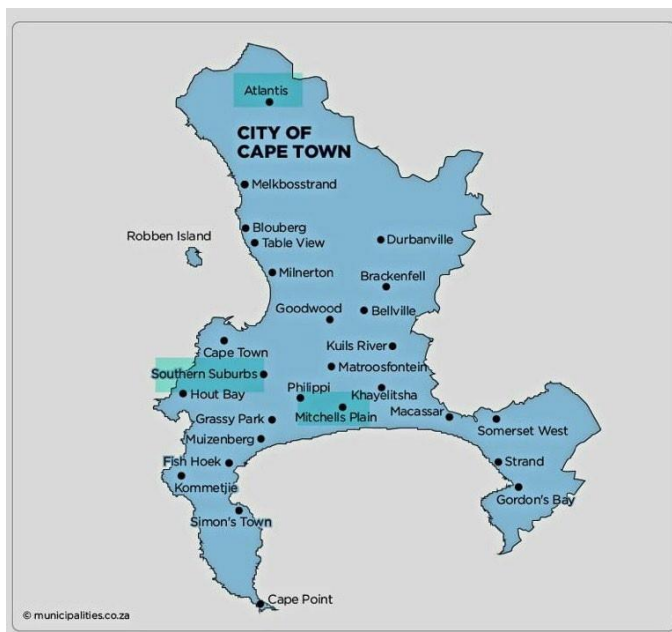 Atlantis
CITY OF
CAPE TOWN
Melkbosstrand
Blouberg
Robben Island
Table View
Durbanville
Milnerton
Brackenfell
Goodwood
Bellville
Cape Town
Kuils River
Southern Suburbs
Matroosfontein
Hout Bay
Philippi
Khayelitsha
Grassy Park
Mitchells Plain
Macassar
Somerset West
Muizenberg
Fish Hoek
Strand
Kommetjie
Gordon's Bay
Simon's Town
Cape Point
© municipalities.co.za